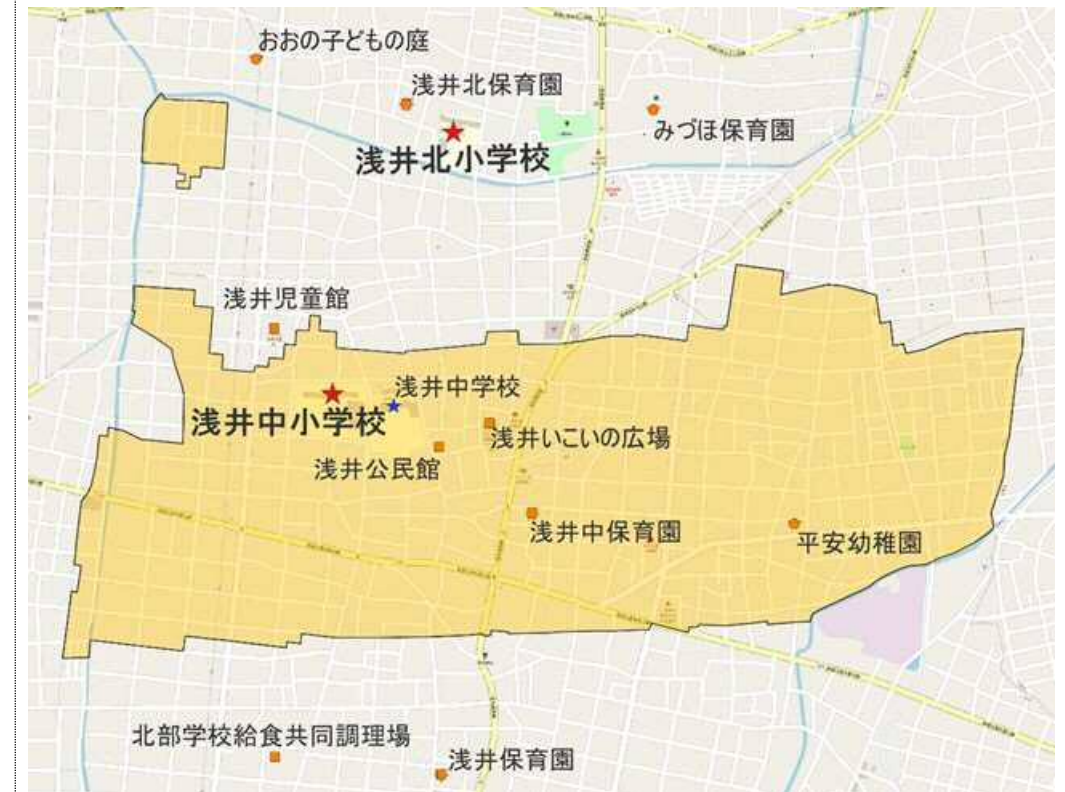 おおの子どもの庭
浅井北保育園
みづほ保育園
浅井北小学校
浅井児童館
浅井中学校
浅井中小学校
浅井いこいの広場
浅井公民館
浅井中保育園
平安幼稚園
北部学校給食共同調理場
浅井保育園